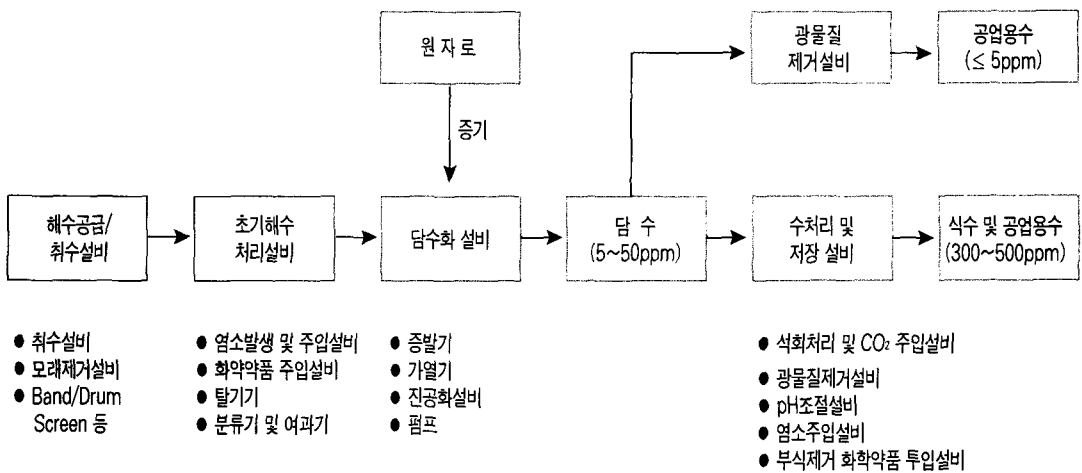 원자로
증기
광물질
제거설비
공업용수
(≤ 5ppm)
해수공급/
취수설비
초기해수
처리설비
담수화 설비
담 수
(5~50ppm)
수처리 및
저장 설비
식수 및 공업용수
(300~500ppm)
● 취수설비
● 모래제거설비
● Band/Drum
Screen 등
● 염소발생 및 주입설비
● 화약약품 주입설비
● 탈기기
● 분류기 및 여과기
● 증발기
● 가열기
● 진공화설비
● 펌프
● 석회처리 및 CO₂ 주입설비
● 광물질제거설비
● pH조절설비
● 염소주입설비
● 부식제거 화학약품 투입설비